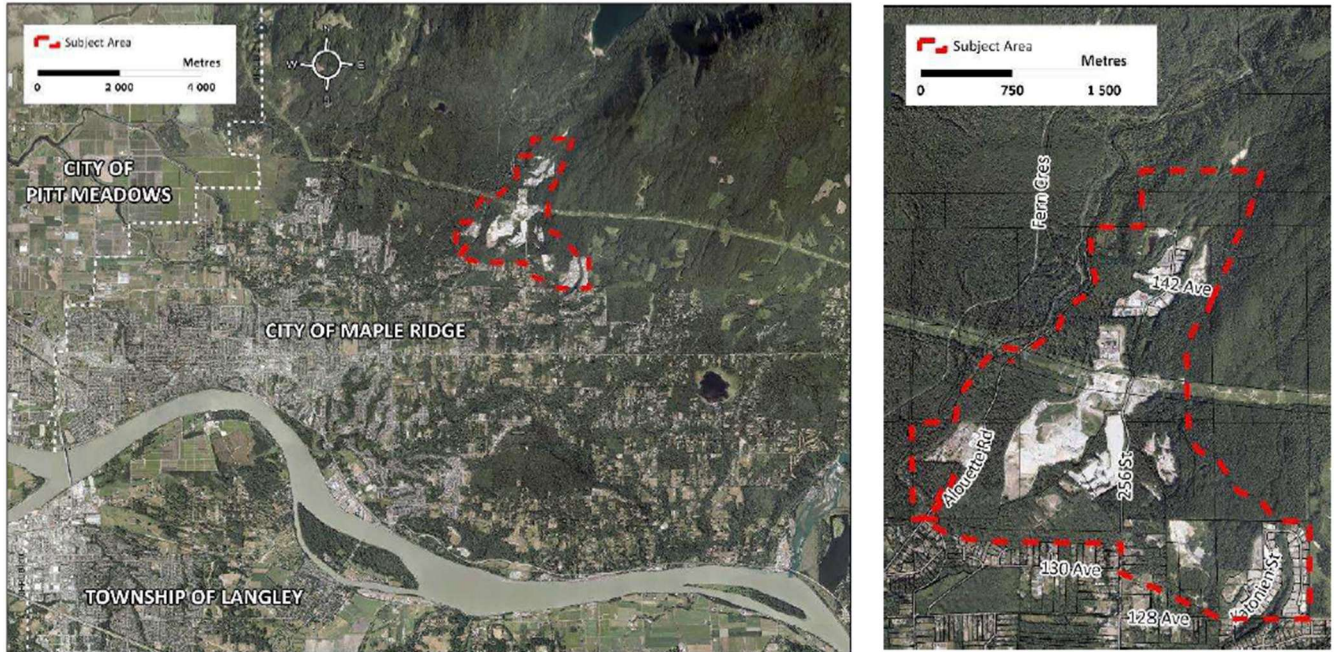 Subject Area
Metres
0 2 000 4 000
N
W E
S
CITY OF
PITT MEADOWS
CITY OF MAPLE RIDGE
TOWNSHIP OF LANGLEY
Subject Area
Metres
0 750 1 500
Fern Cres
142 Ave
Alouette Rd
256 St
130 Ave
128 Ave